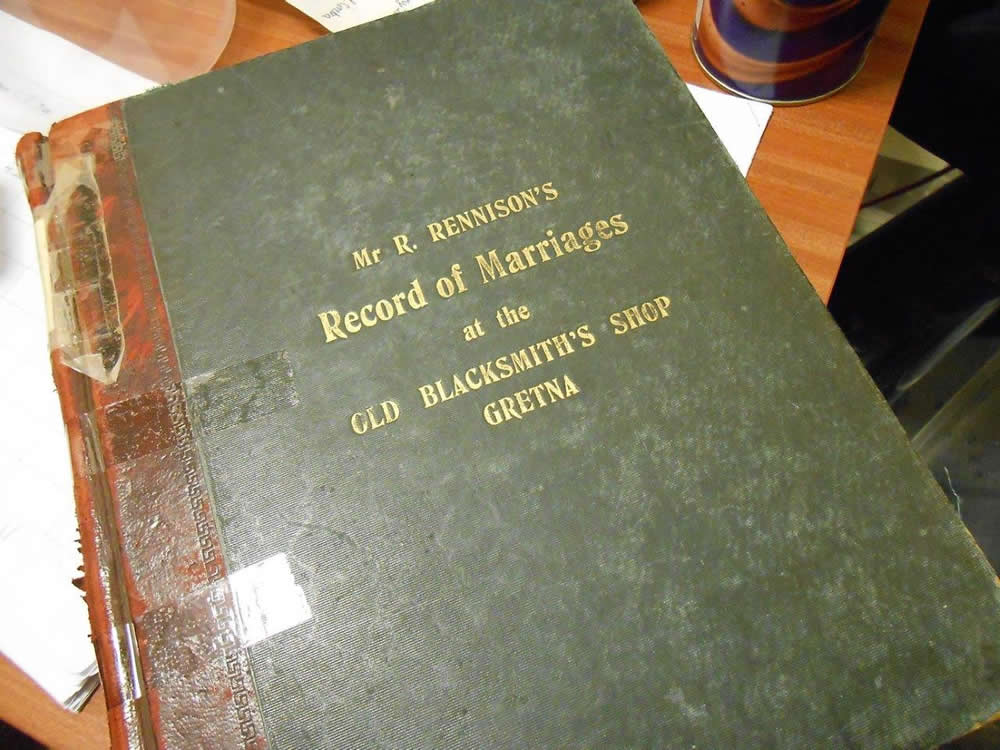 Mr R. RENNISON'S
Record of Marriages
at the
OLD BLACKSMITH'S SHOP
GRETNA